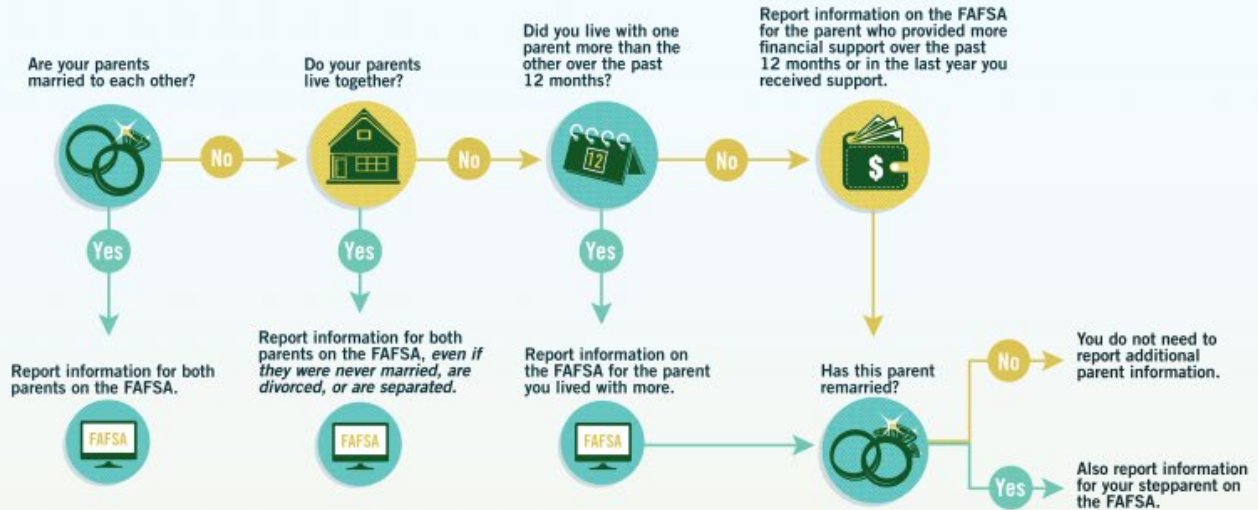 Are your parents
married to each other?
No
Yes
Report information for both
parents on the FAFSA.
FAFSA
Do your parents
live together?
No
Yes
Report information for both
parents on the FAFSA, even if
they were never married, are
divorced, or are separated.
FAFSA
Did you live with one
parent more than the
other over the past
12 months?
12
No
Yes
Report information on
the FAFSA for the parent
you lived with more.
FAFSA
Report information on the FAFSA
for the parent who provided more
financial support over the past
12 months or in the last year you
received support.
$
Has this parent
remarried?
No
You do not need to
report additional
parent information.
Yes
Also report information
for your stepparent on
the FAFSA.